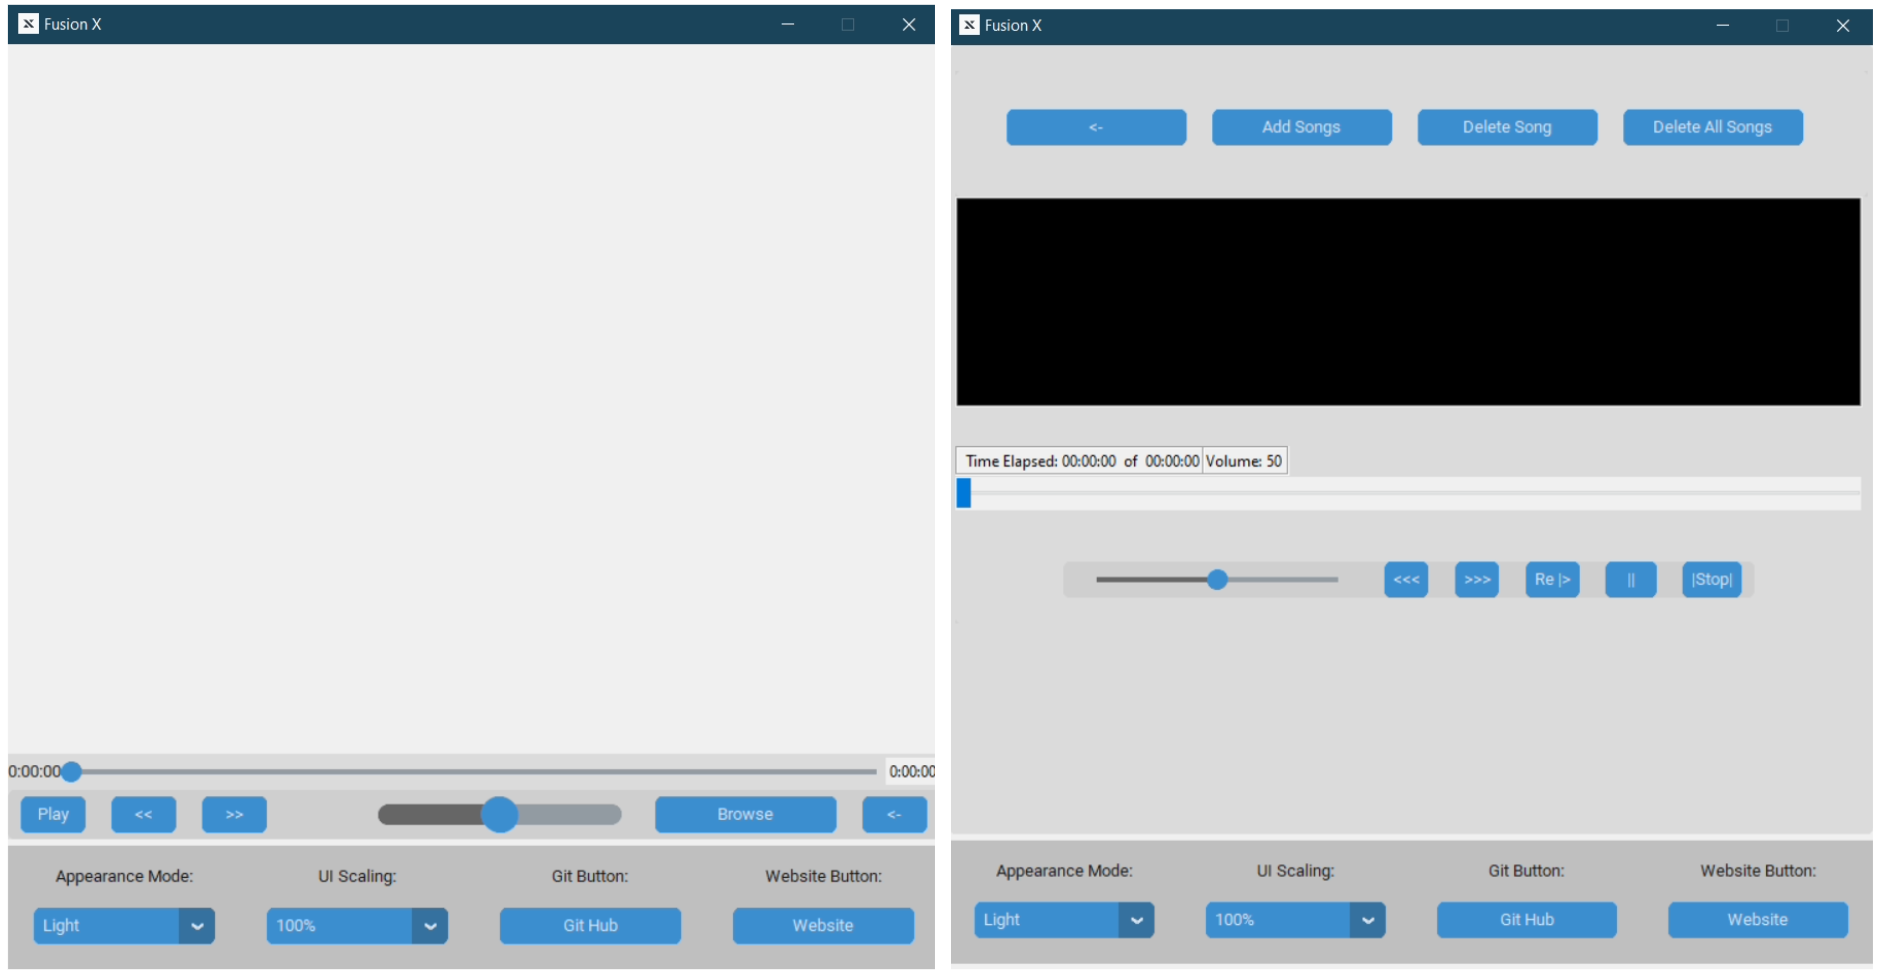 Fusion X
0:00:00 0:00:00
Play << >> Browse <-
Appearance Mode: UI Scaling: Git Button: Website Button:
Light 100% Git Hub Website
Fusion X
<- Add Songs Delete Song Delete All Songs
Time Elapsed: 00:00:00 of 00:00:00 Volume: 50
<<< >>> Re |> || |Stop|
Appearance Mode: UI Scaling: Git Button: Website Button:
Light 100% Git Hub Website